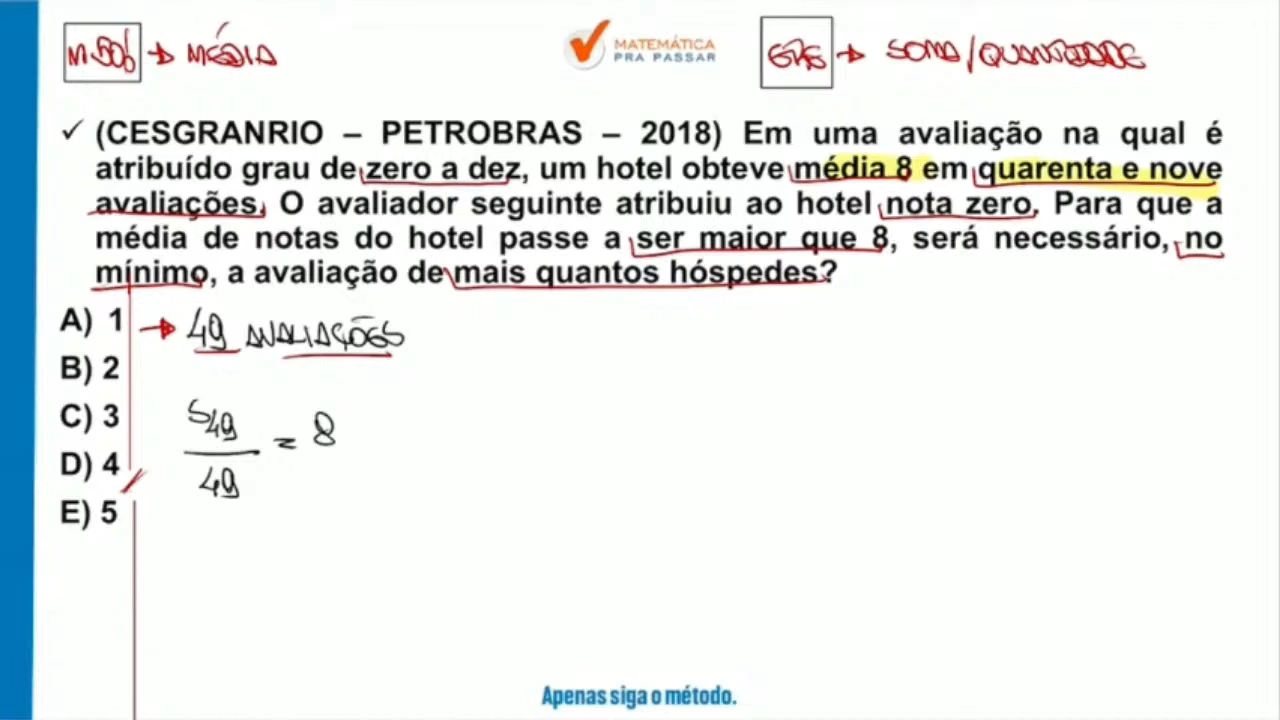 → MÉDIA
MATEMÁTICA
PRA PASSAR
→ SOMA/QUANTIDADE
✓ (CESGRANRIO – PETROBRAS – 2018) Em uma avaliação na qual é
atribuído grau de zero a dez, um hotel obteve média 8 em quarenta e nove
avaliações. O avaliador seguinte atribuiu ao hotel nota zero. Para que a
média de notas do hotel passe a ser maior que 8, será necessário, no
mínimo, a avaliação de mais quantos hóspedes?
A) 1
→ 49 AVALIAÇÕES
B) 2
C) 3
S49
= 8
49
D) 4
E) 5
Apenas siga o método.